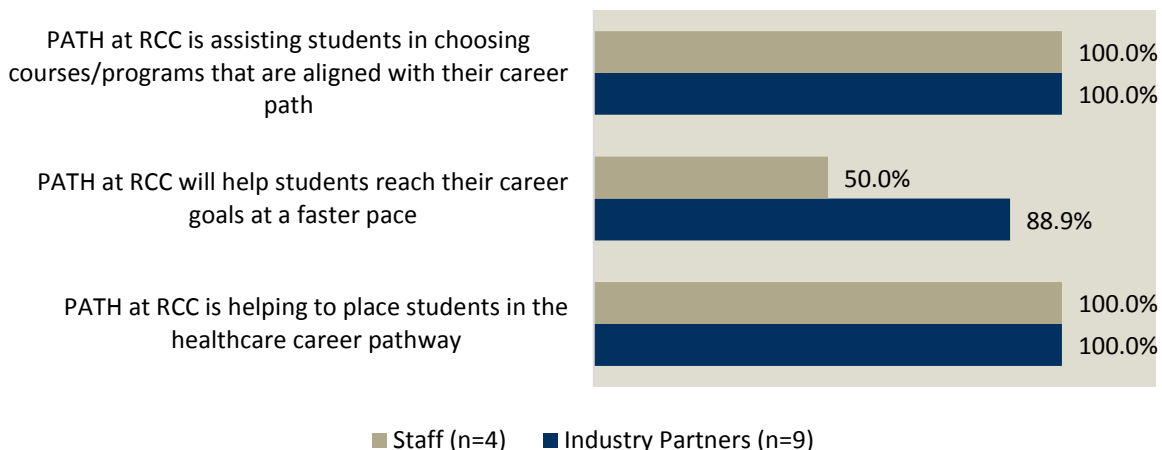 PATH at RCC is assisting students in choosing
courses/programs that are aligned with their career
path
100.0%
100.0%
PATH at RCC will help students reach their career
goals at a faster pace
50.0%
88.9%
PATH at RCC is helping to place students in the
healthcare career pathway
100.0%
100.0%
Staff (n=4) Industry Partners (n=9)